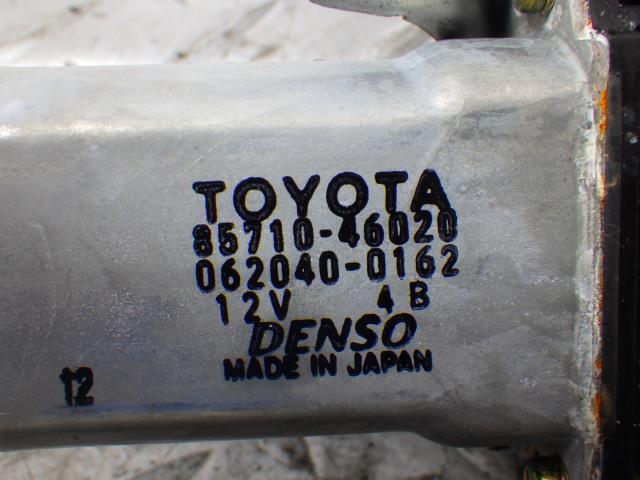 TOYOTA
85710-46020
062040-0162
12V 4B
DENSO
MADE IN JAPAN
12